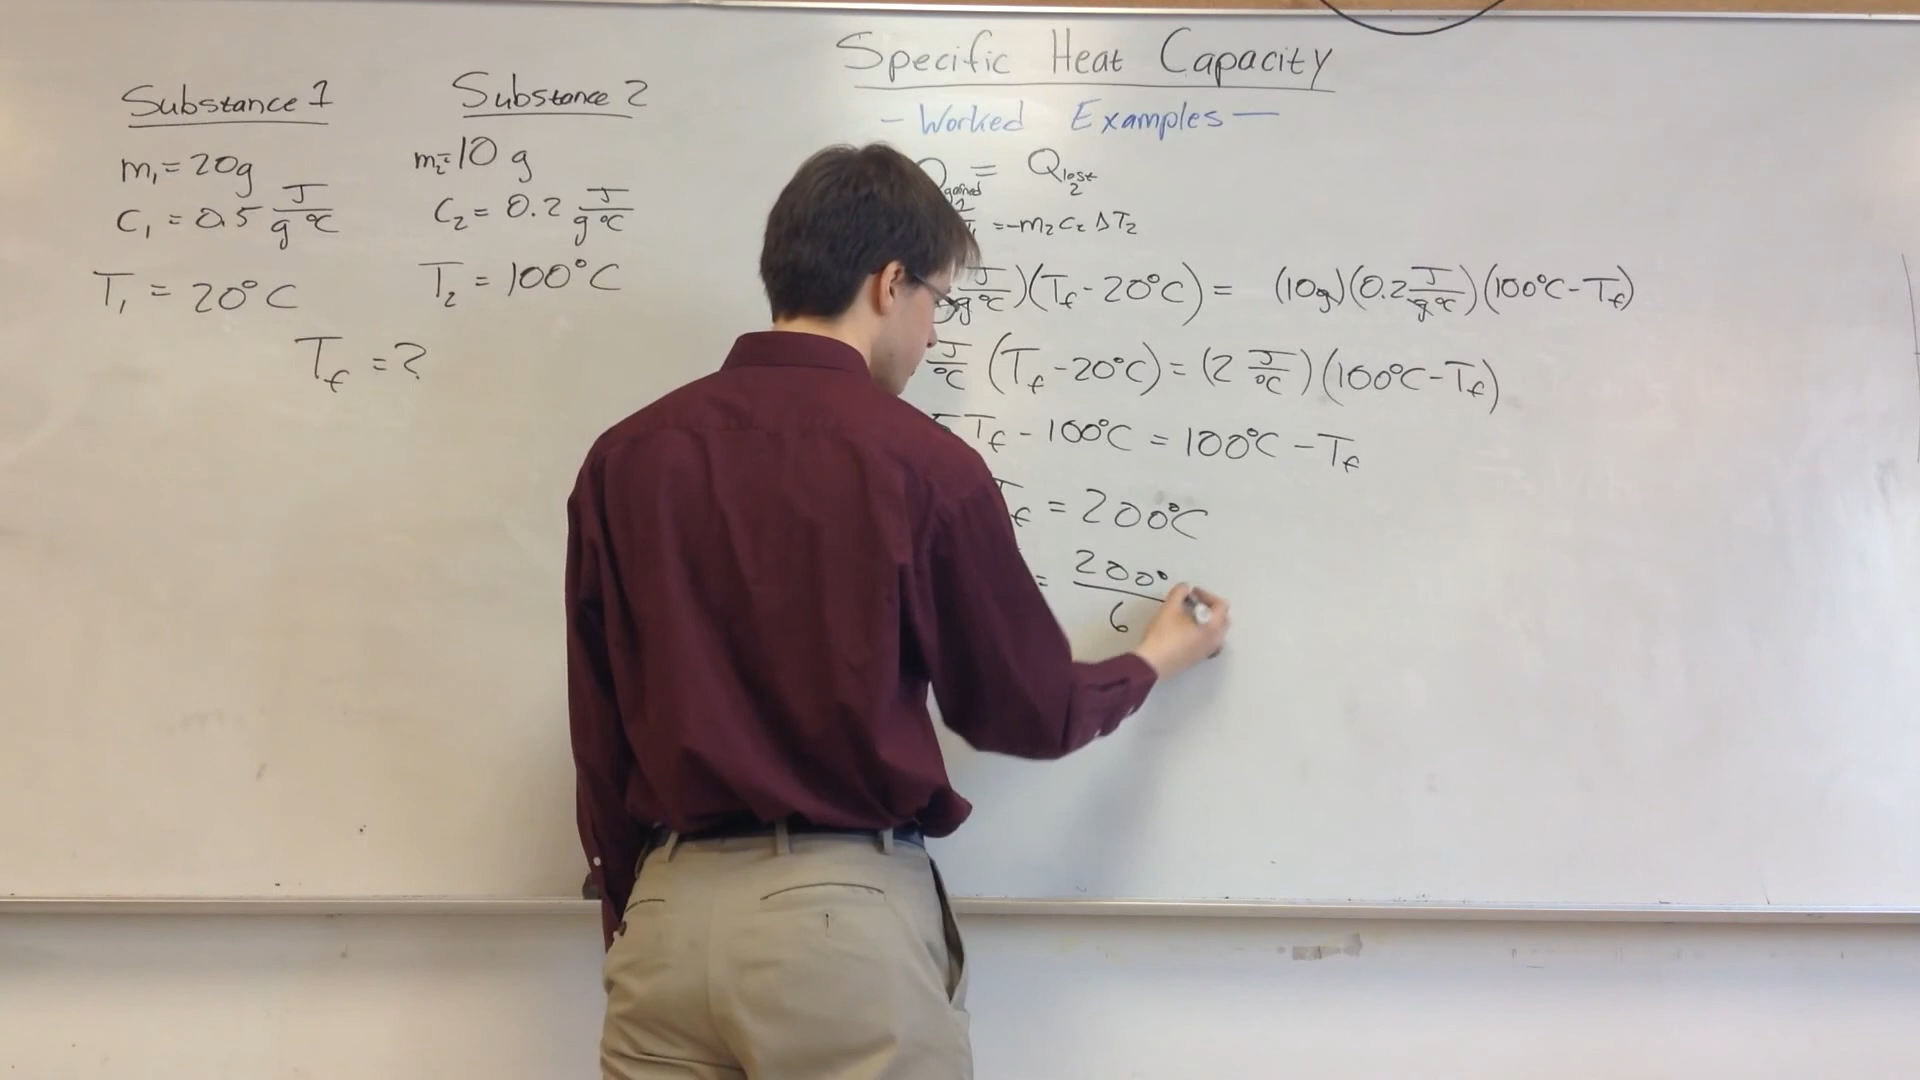 Specific Heat Capacity
- Worked Examples -
Substance 1
m₁ = 20g
C₁ = 0.5 J/g°C
T₁ = 20°C
Substance 2
m₂ = 10 g
C₂ = 0.2 J/g°C
T₂ = 100°C
T_f = ?
Q gained = Q lost 2
= -m₂C₂ΔT₂
J/g°C)(T_f - 20°C) = (10g)(0.2 J/g°C)(100°C - T_f)
J/°C (T_f - 20°C) = (2 J/°C)(100°C - T_f)
T_f - 100°C = 100°C - T_f
f = 200°C
= 200°/6